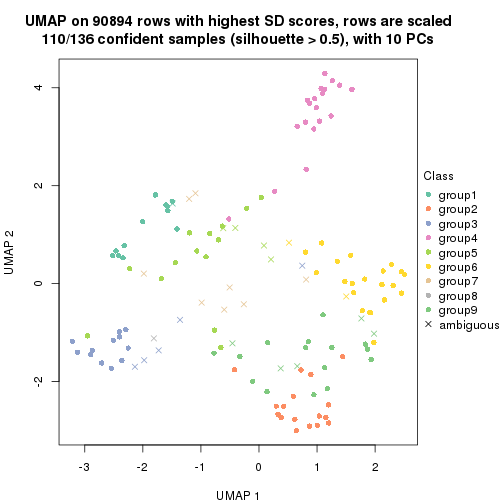 UMAP on 90894 rows with highest SD scores, rows are scaled
110/136 confident samples (silhouette > 0.5), with 10 PCs
UMAP 2
4
2
0
-2
-3
-2
-1
0
1
2
UMAP 1
Class
group1
group2
group3
group4
group5
group6
group7
group8
group9
ambiguous